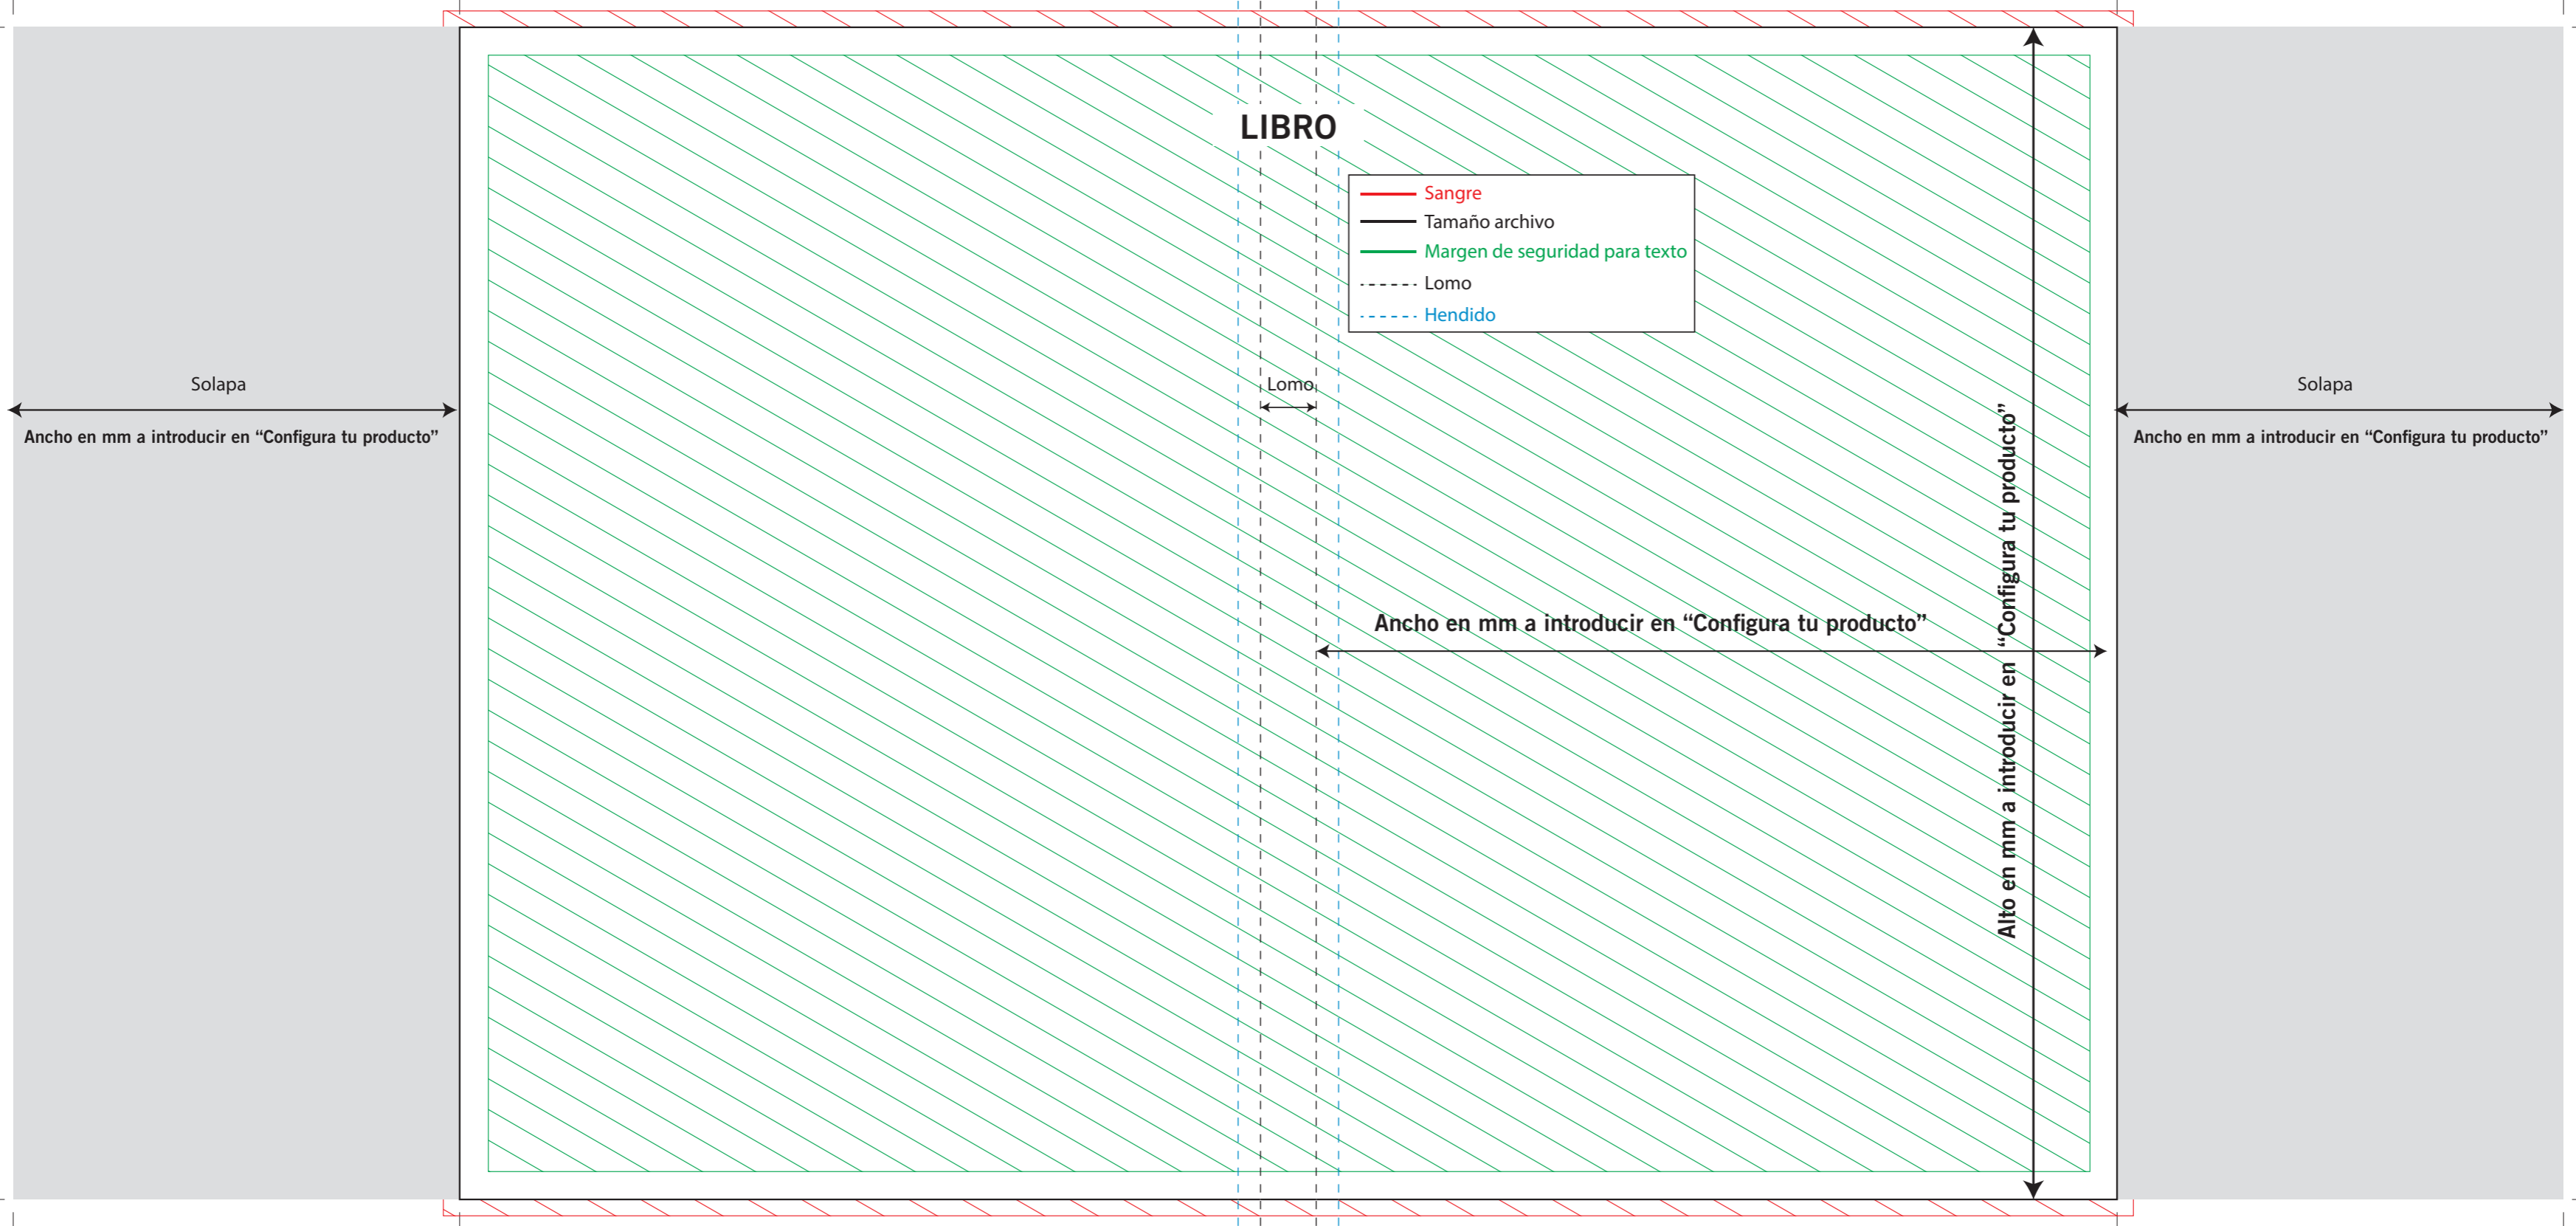 LIBRO
Sangre
Tamaño archivo
Margen de seguridad para texto
Lomo
Hendido
Solapa
Ancho en mm a introducir en “Configura tu producto”
Lomo
Solapa
Ancho en mm a introducir en “Configura tu producto”
Ancho en mm a introducir en “Configura tu producto”
Alto en mm a introducir en “Configura tu producto”